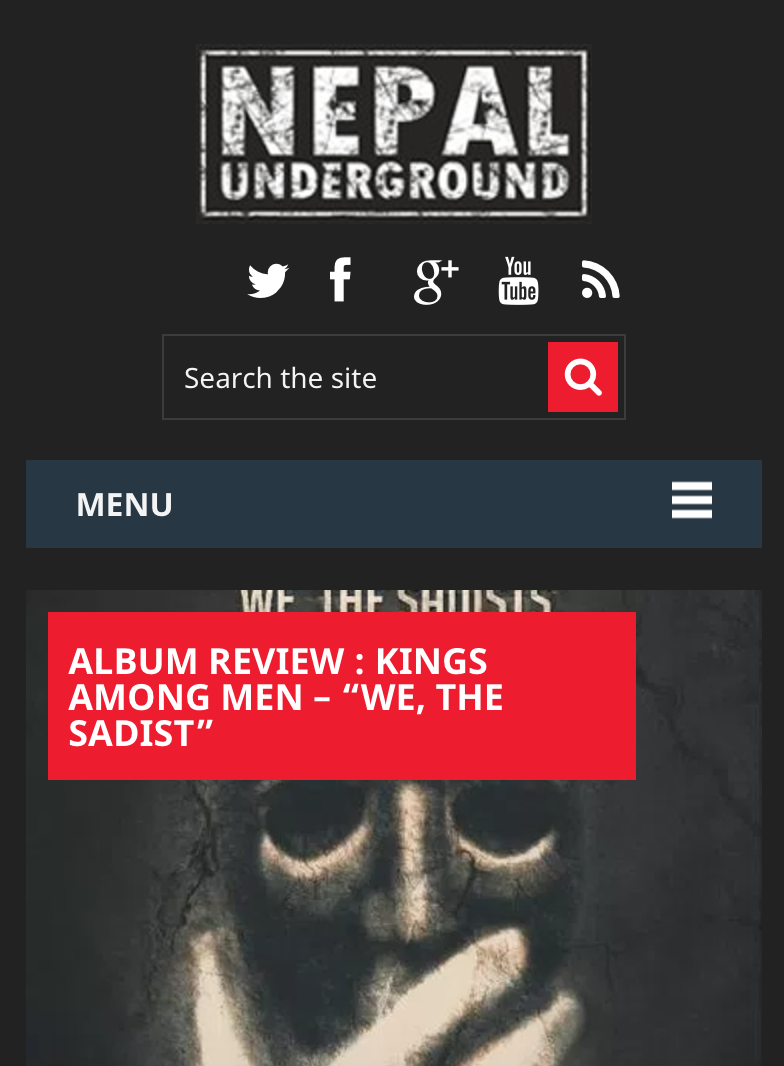 NEPAL
UNDERGROUND
g+
You
Tube
Search the site
MENU
WE THE SADISTS
ALBUM REVIEW : KINGS
AMONG MEN – “WE, THE
SADIST”